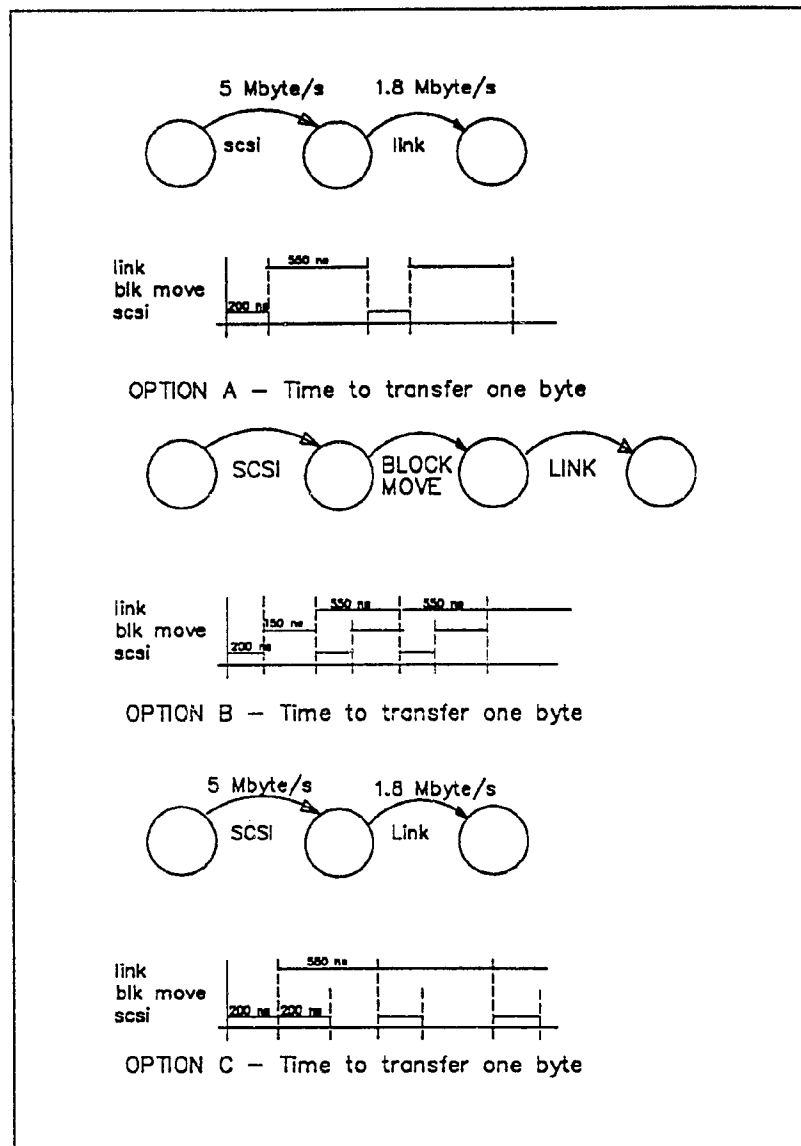 5 Mbyte/s 1.8 Mbyte/s
scsi link
link 550 ns
blk move
scsi 200 ns
OPTION A – Time to transfer one byte
SCSI BLOCK MOVE LINK
link 550 ns 550 ns
blk move 150 ns
scsi 200 ns
OPTION B – Time to transfer one byte
5 Mbyte/s 1.8 Mbyte/s
SCSI Link
link 550 ns
blk move
scsi 200 ns 200 ns
OPTION C – Time to transfer one byte